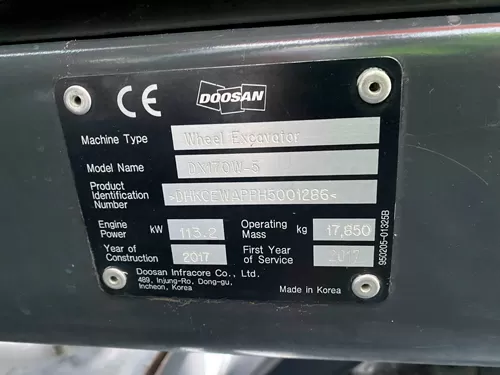 CE DOOSAN
Machine Type Wheel Excavator
Model Name DX170W-5
Product
Identification
Number
Engine
Power kW 113.2 Operating
Mass kg 17,850
Year of
Construction 2017 First Year
of Service 2017
Doosan Infracore Co., Ltd.
489, Injung-Ro, Dong-gu,
Incheon, Korea
Made in Korea
950205-01325B